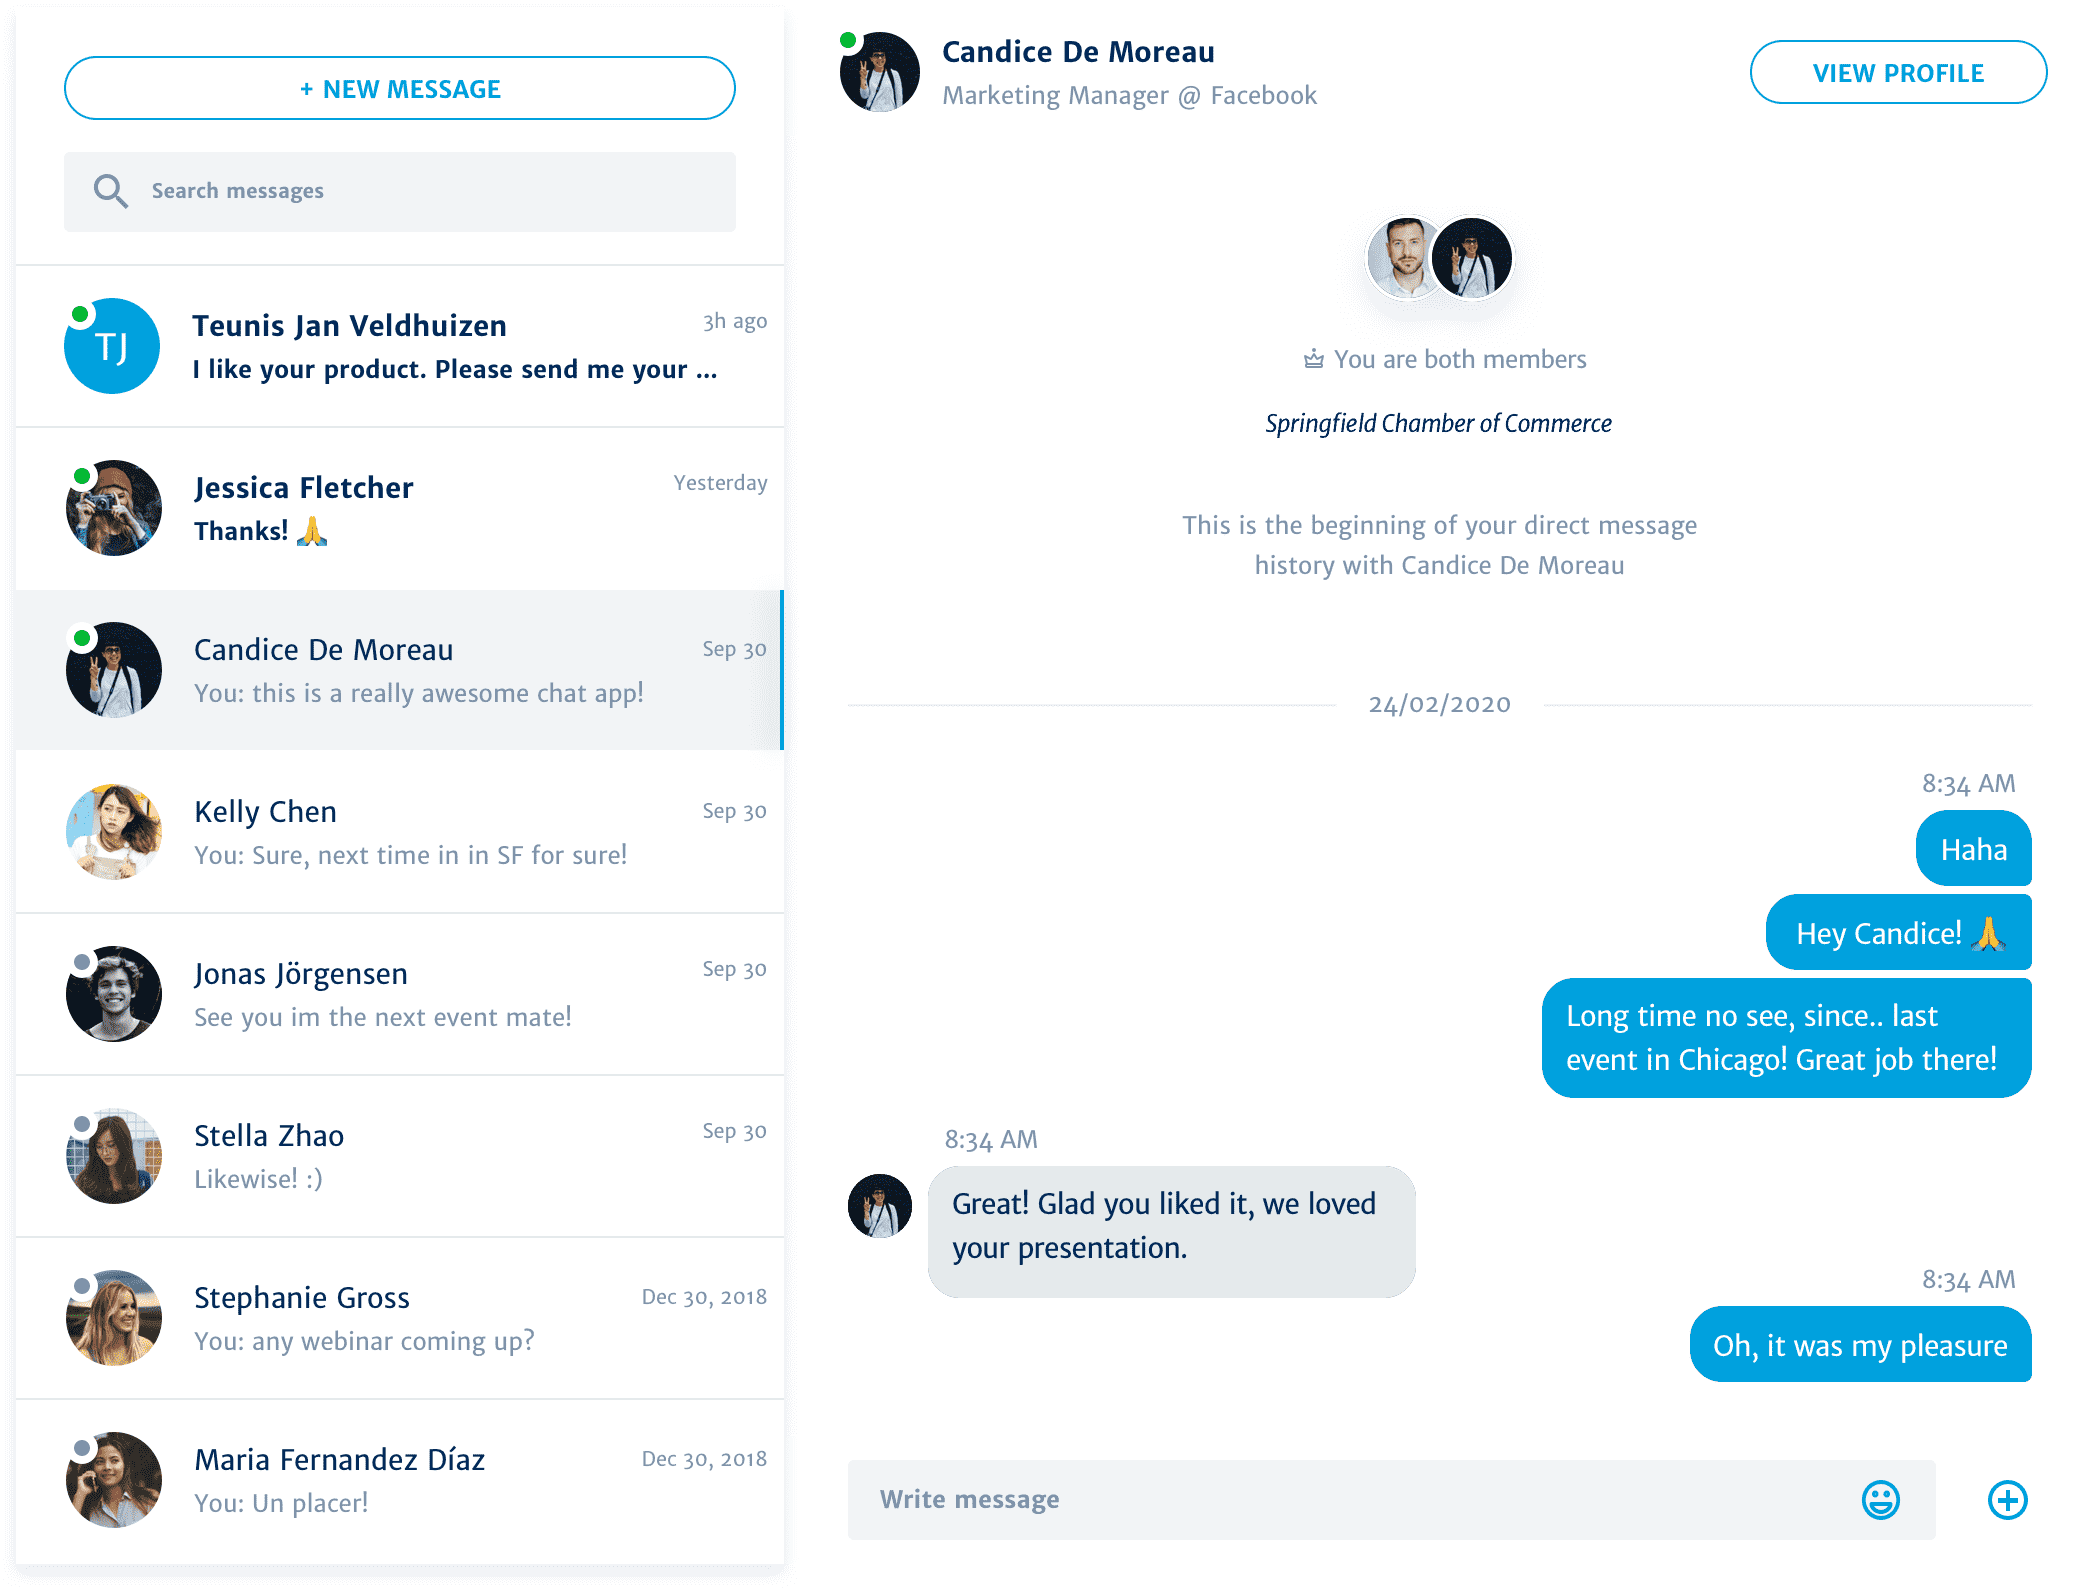 + NEW MESSAGE
Search messages
TJ
Teunis Jan Veldhuizen
3h ago
I like your product. Please send me your ...
Jessica Fletcher
Yesterday
Thanks! 🙏
Candice De Moreau
Sep 30
You: this is a really awesome chat app!
Kelly Chen
Sep 30
You: Sure, next time in in SF for sure!
Jonas Jörgensen
Sep 30
See you im the next event mate!
Stella Zhao
Sep 30
Likewise! :)
Stephanie Gross
Dec 30, 2018
You: any webinar coming up?
Maria Fernandez Díaz
Dec 30, 2018
You: Un placer!
Candice De Moreau
Marketing Manager @ Facebook
VIEW PROFILE
You are both members
Springfield Chamber of Commerce
This is the beginning of your direct message
history with Candice De Moreau
24/02/2020
8:34 AM
Haha
Hey Candice! 🙏
Long time no see, since.. last
event in Chicago! Great job there!
8:34 AM
Great! Glad you liked it, we loved
your presentation.
8:34 AM
Oh, it was my pleasure
Write message